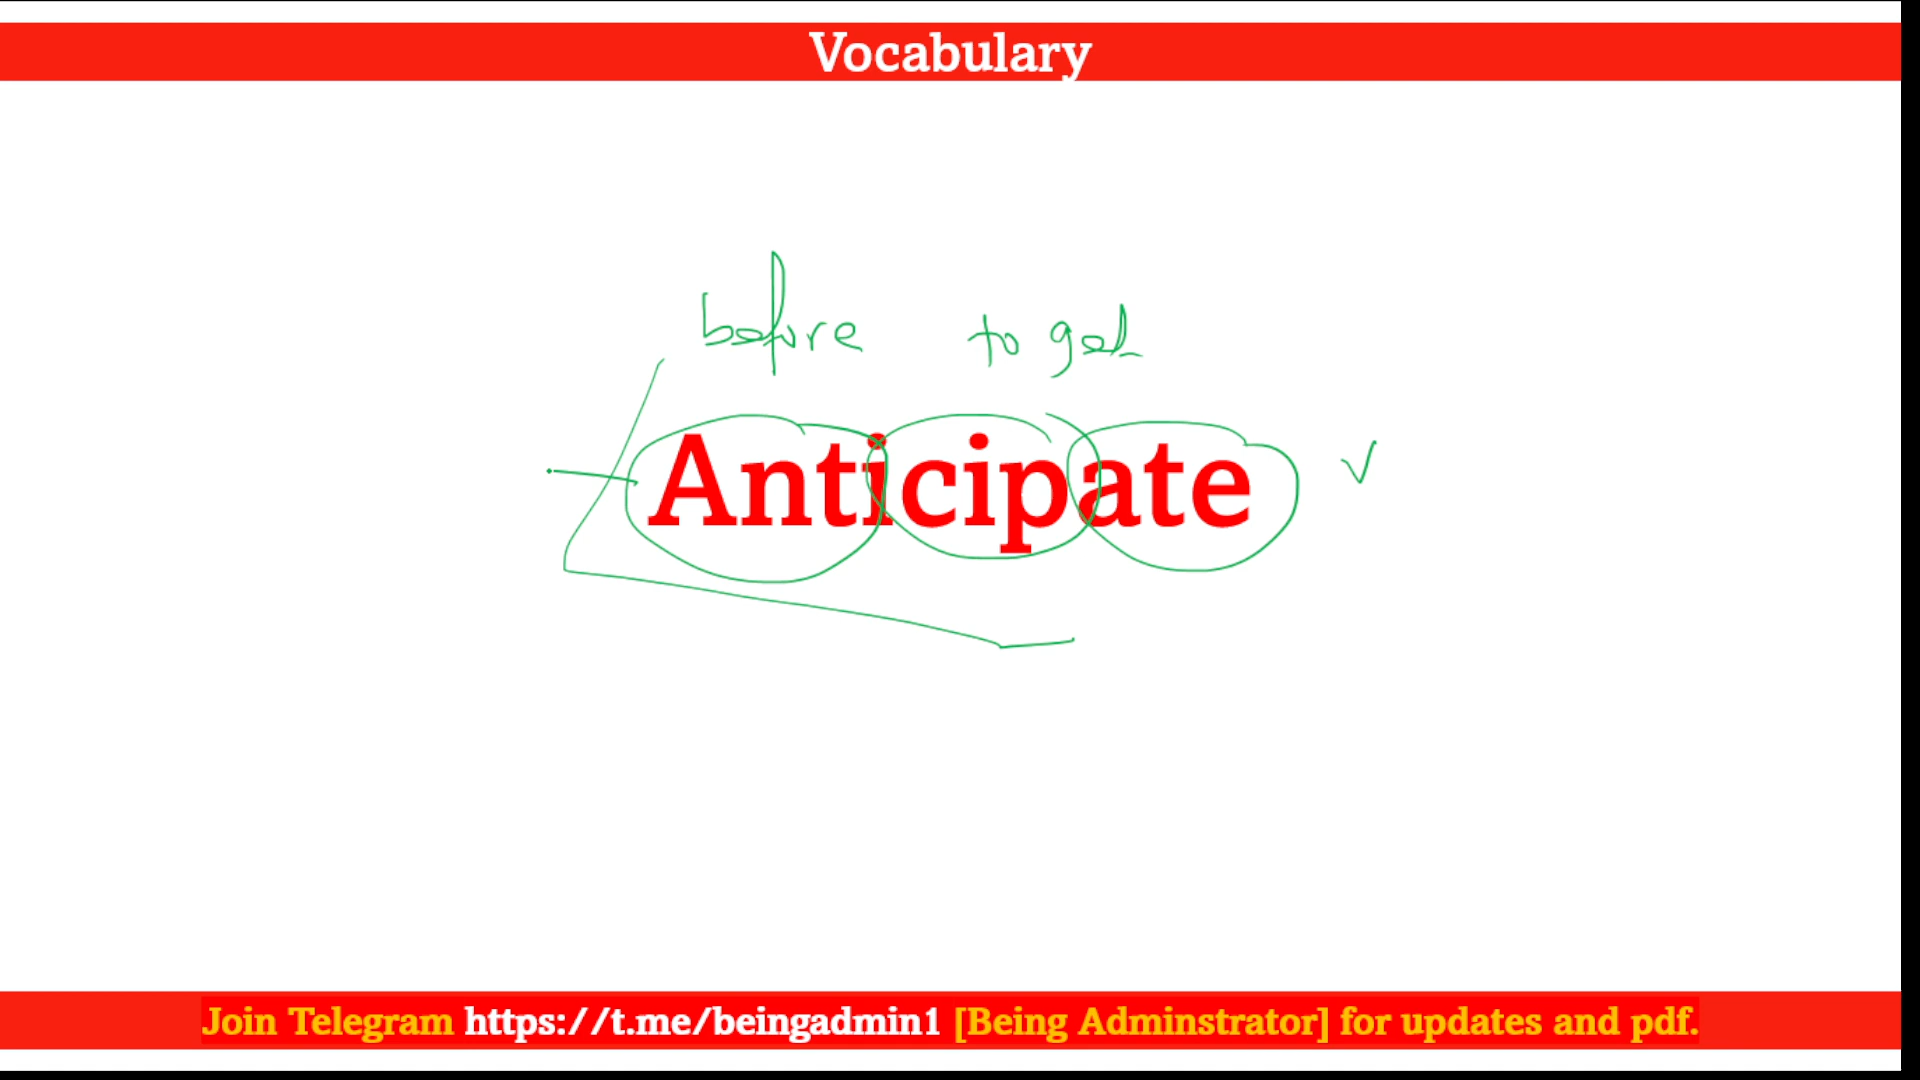 Vocabulary
before to get
Anticipate
Join Telegram https://t.me/beingadmin1 [Being Adminstrator] for updates and pdf.